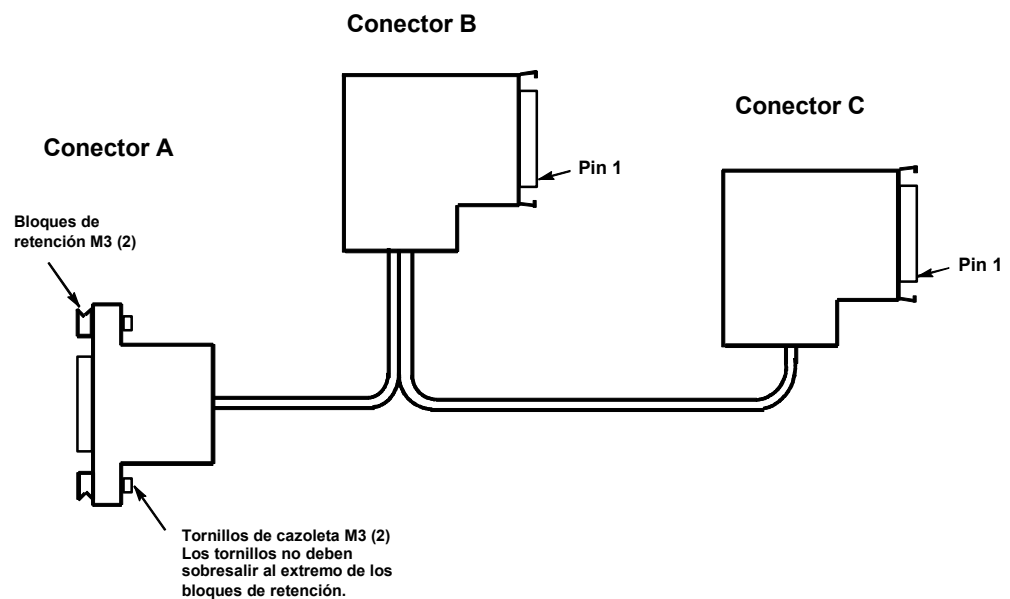 Conector B
Conector C
Conector A
Pin 1
Bloques de
retención M3 (2)
Pin 1
Tornillos de cazoleta M3 (2)
Los tornillos no deben
sobresalir al extremo de los
bloques de retención.